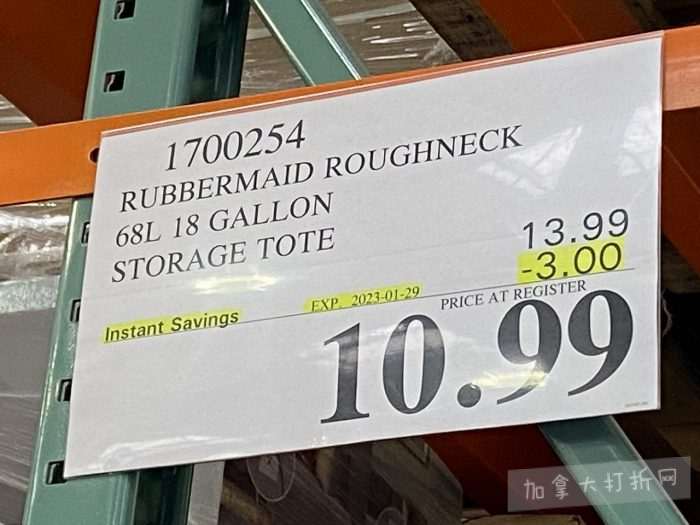 1700254
RUBBERMAID ROUGHNECK
68L 18 GALLON
STORAGE TOTE
13.99
-3.00
Instant Savings EXP. 2023-01-29 PRICE AT REGISTER
10.99
加拿大打折网